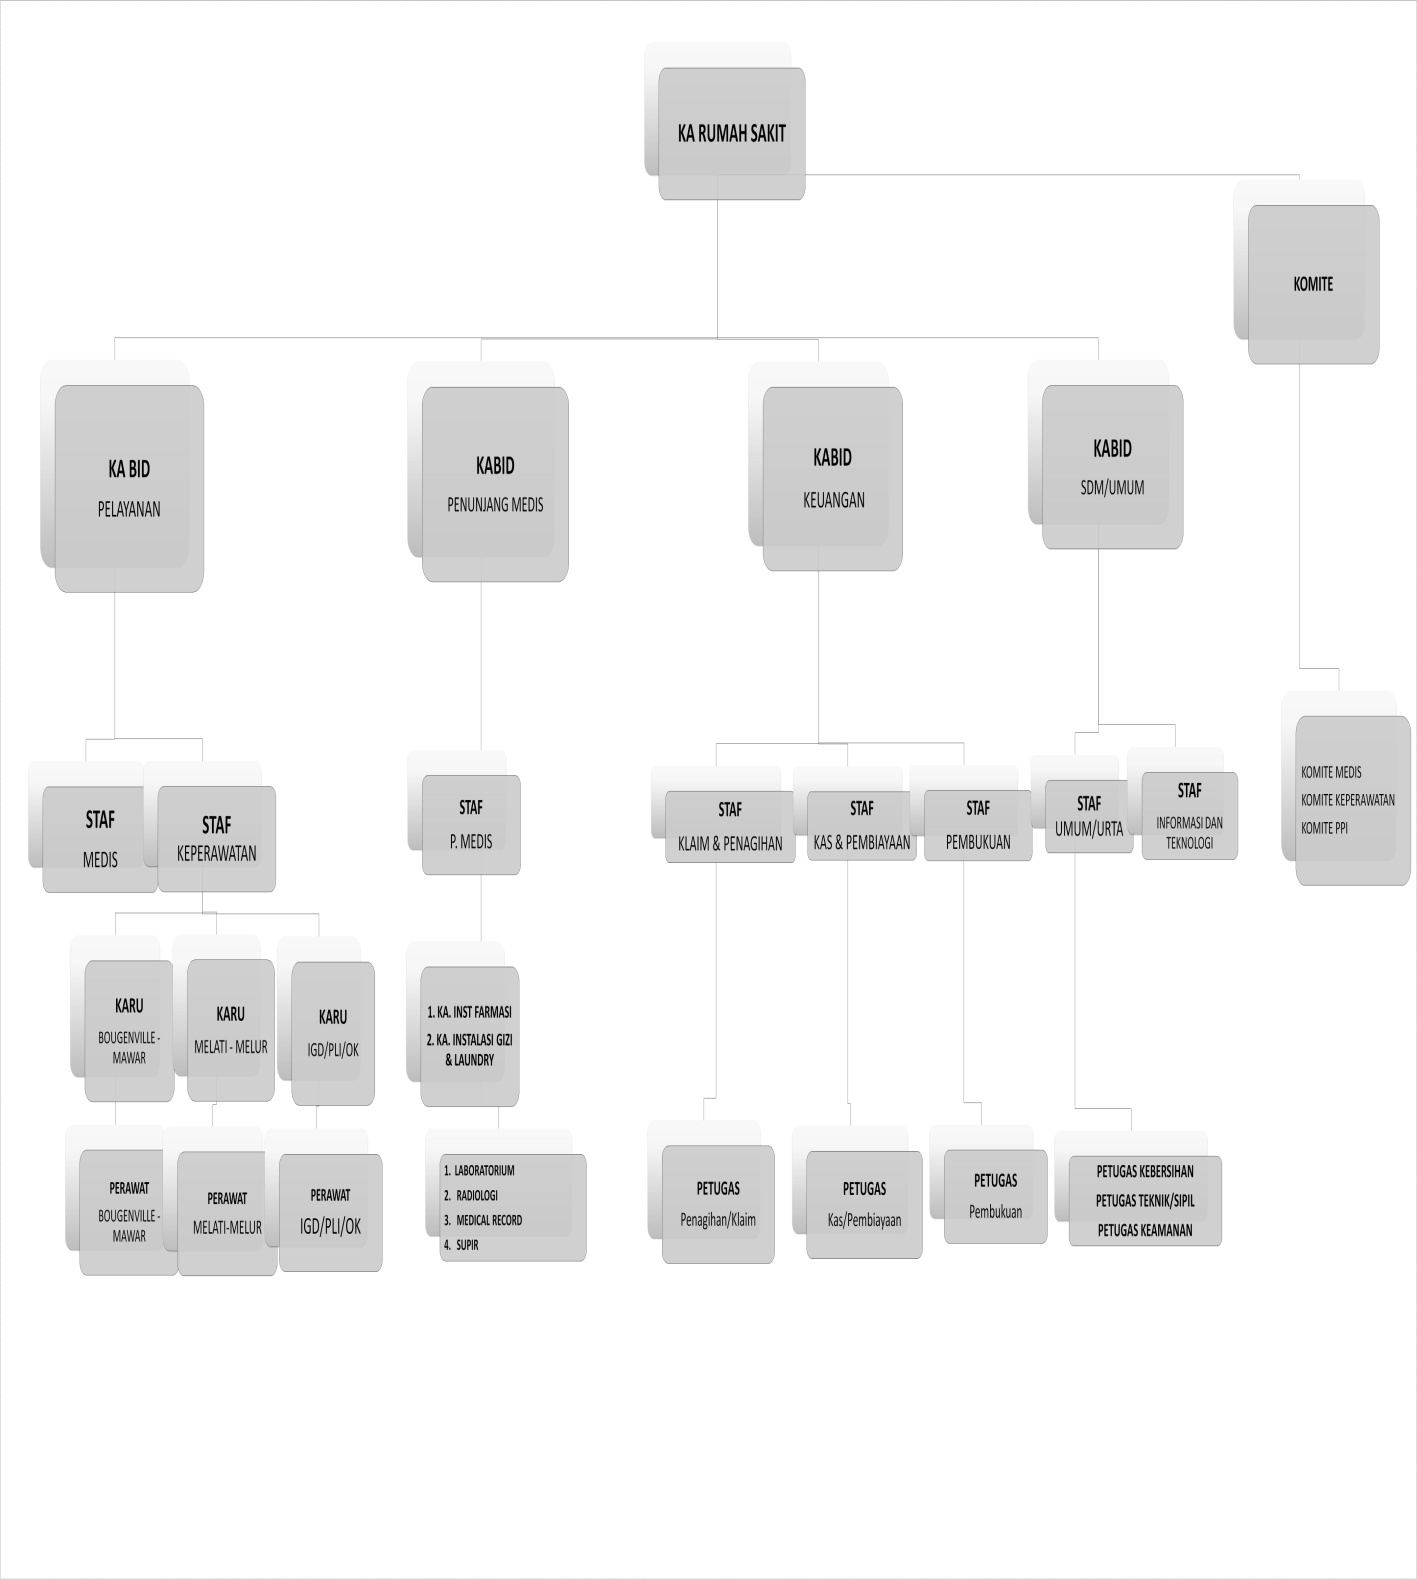 KA RUMAH SAKIT
KOMITE
KA BID
PELAYANAN
KABID
PENUNJANG MEDIS
KABID
KEUANGAN
KABID
SDM/UMUM
STAF
MEDIS
STAF
KEPERAWATAN
STAF
P. MEDIS
STAF
KLAIM & PENAGIHAN
STAF
KAS & PEMBIAYAAN
STAF
PEMBUKUAN
STAF
UMUM/URTA
STAF
INFORMASI DAN
TEKNOLOGI
KOMITE MEDIS
KOMITE KEPERAWATAN
KOMITE PPI
KARU
BOUGENVILLE -
MAWAR
KARU
MELATI - MELUR
KARU
IGD/PLI/OK
1. KA. INST FARMASI
2. KA. INSTALASI GIZI
& LAUNDRY
PERAWAT
BOUGENVILLE -
MAWAR
PERAWAT
MELATI-MELUR
PERAWAT
IGD/PLI/OK
1. LABORATORIUM
2. RADIOLOGI
3. MEDICAL RECORD
4. SUPIR
PETUGAS
Penagihan/Klaim
PETUGAS
Kas/Pembiayaan
PETUGAS
Pembukuan
PETUGAS KEBERSIHAN
PETUGAS TEKNIK/SIPIL
PETUGAS KEAMANAN